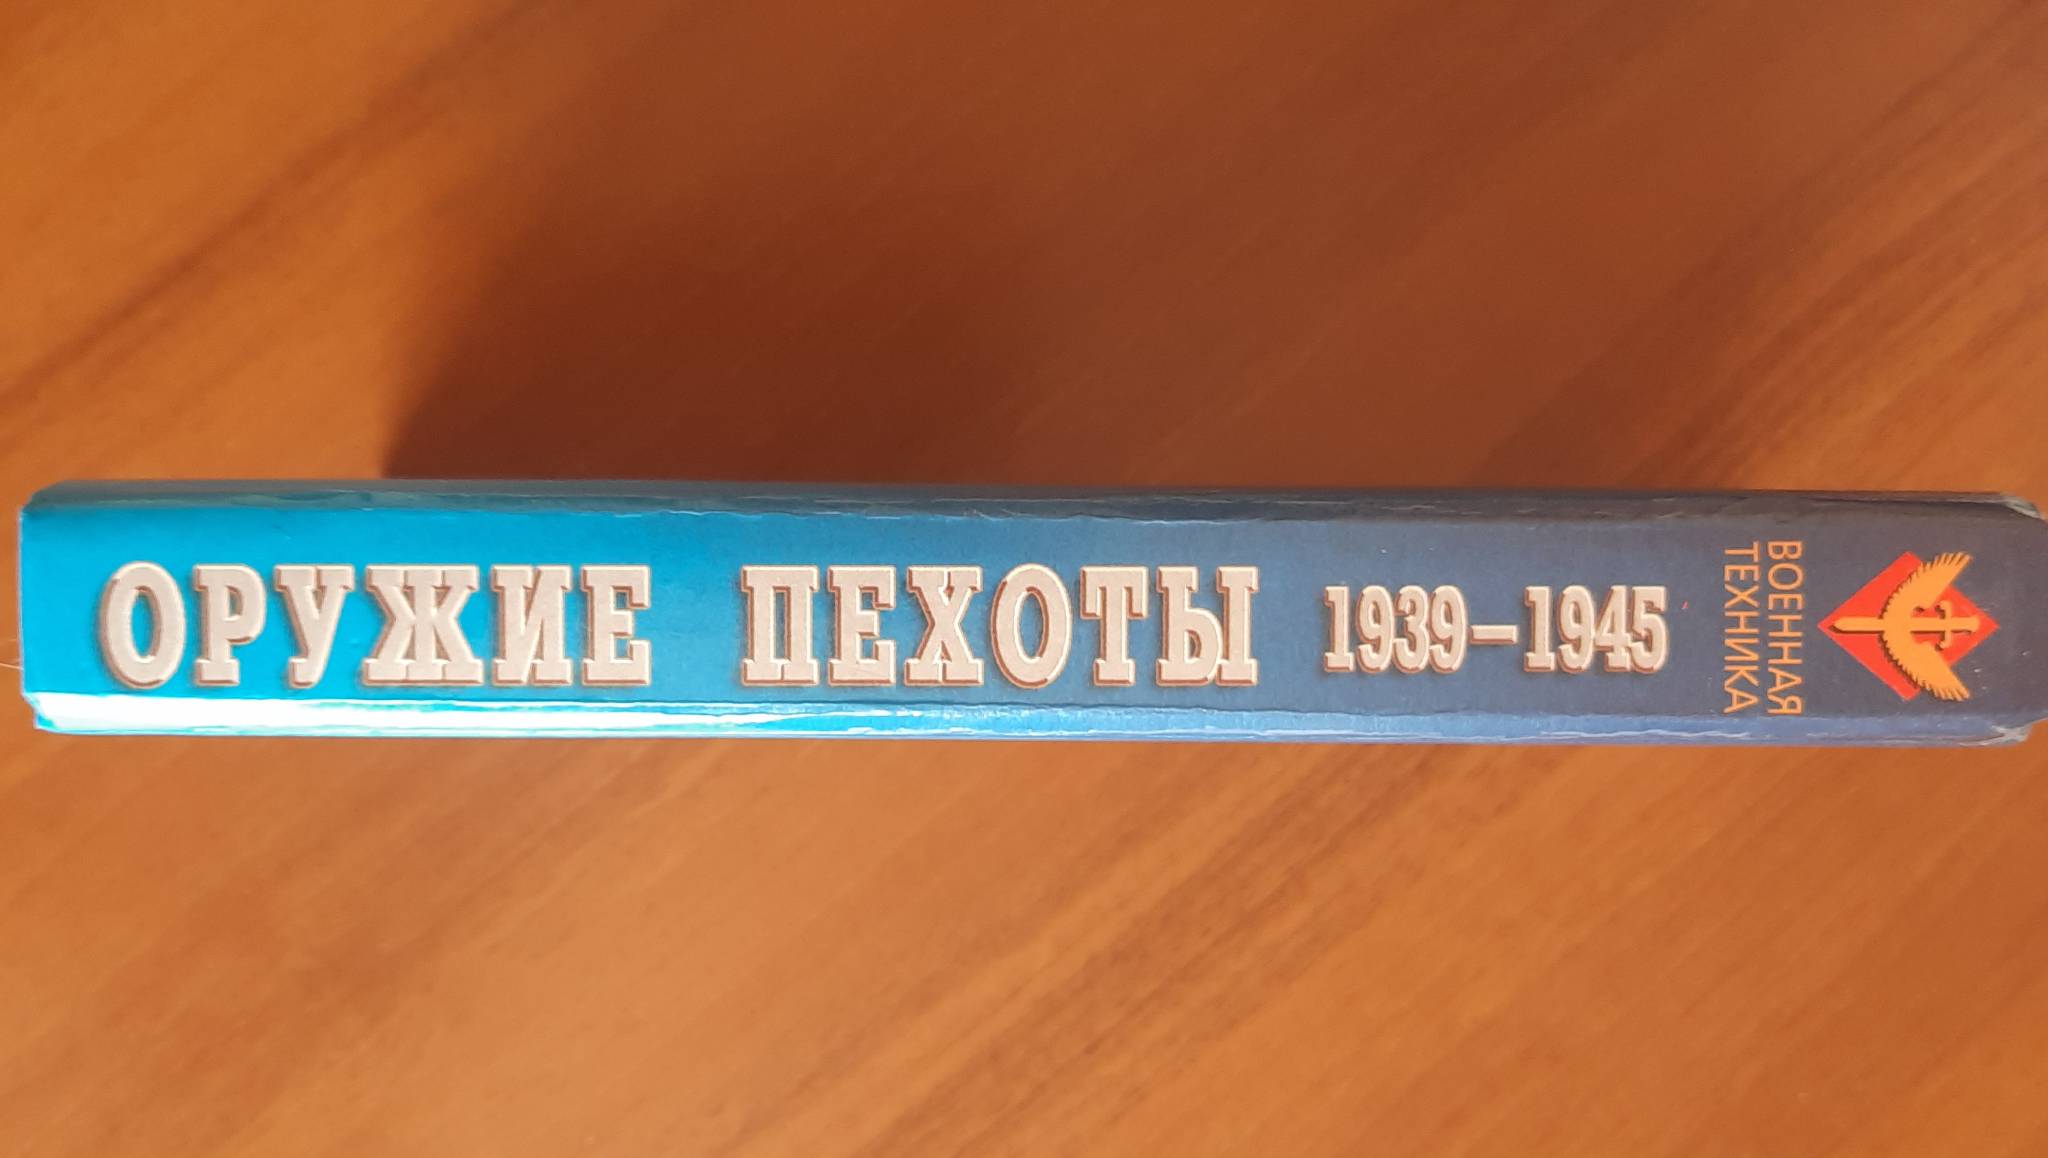 ОРУЖИЕ ПЕХОТЫ 1939–1945
ВОЕННАЯ
ТЕХНИКА